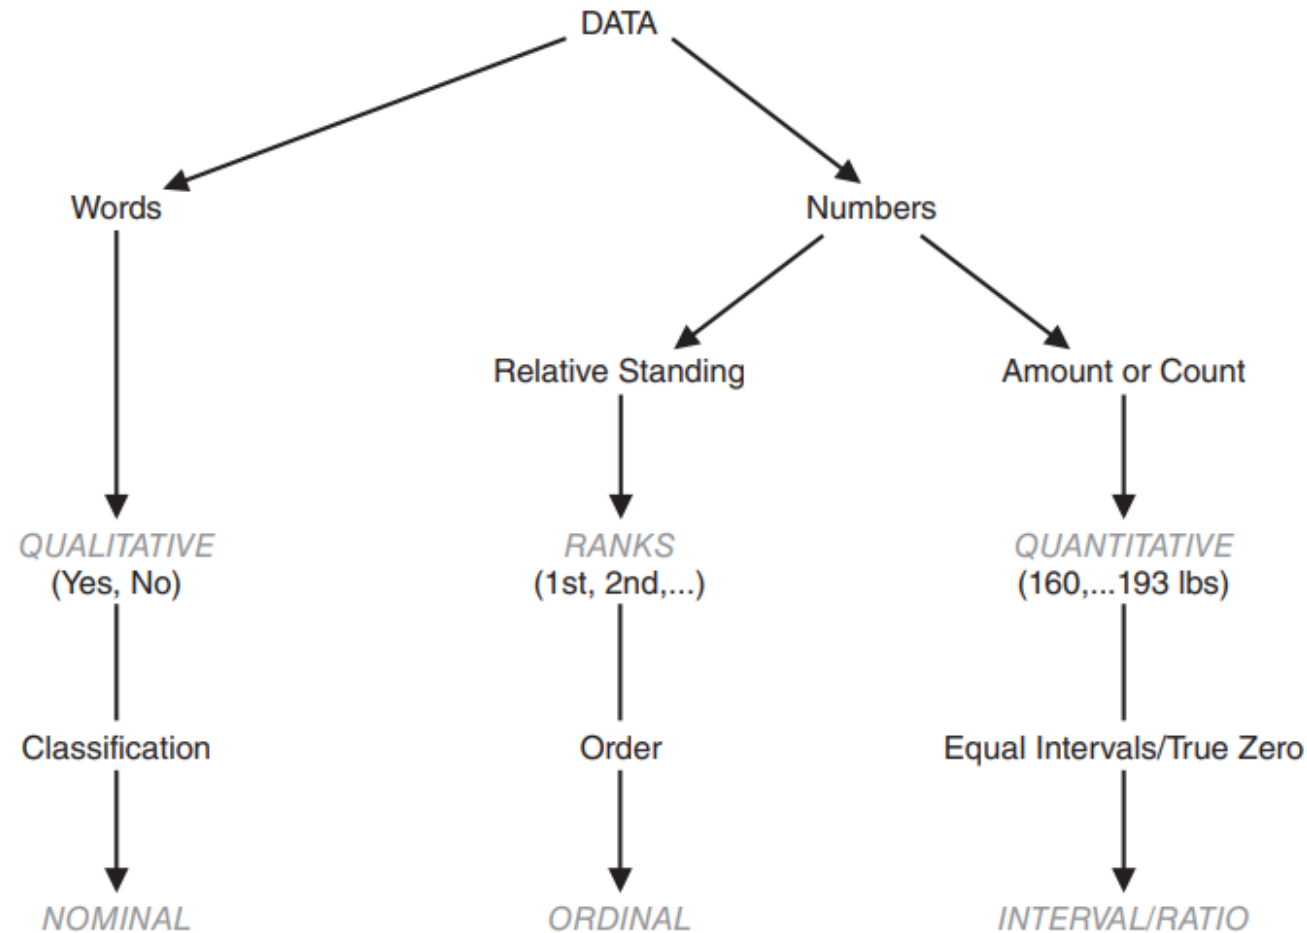 DATA
Words
Numbers
Relative Standing
Amount or Count
QUALITATIVE
(Yes, No)
RANKS
(1st, 2nd,...)
QUANTITATIVE
(160,...193 lbs)
Classification
Order
Equal Intervals/True Zero
NOMINAL
ORDINAL
INTERVAL/RATIO